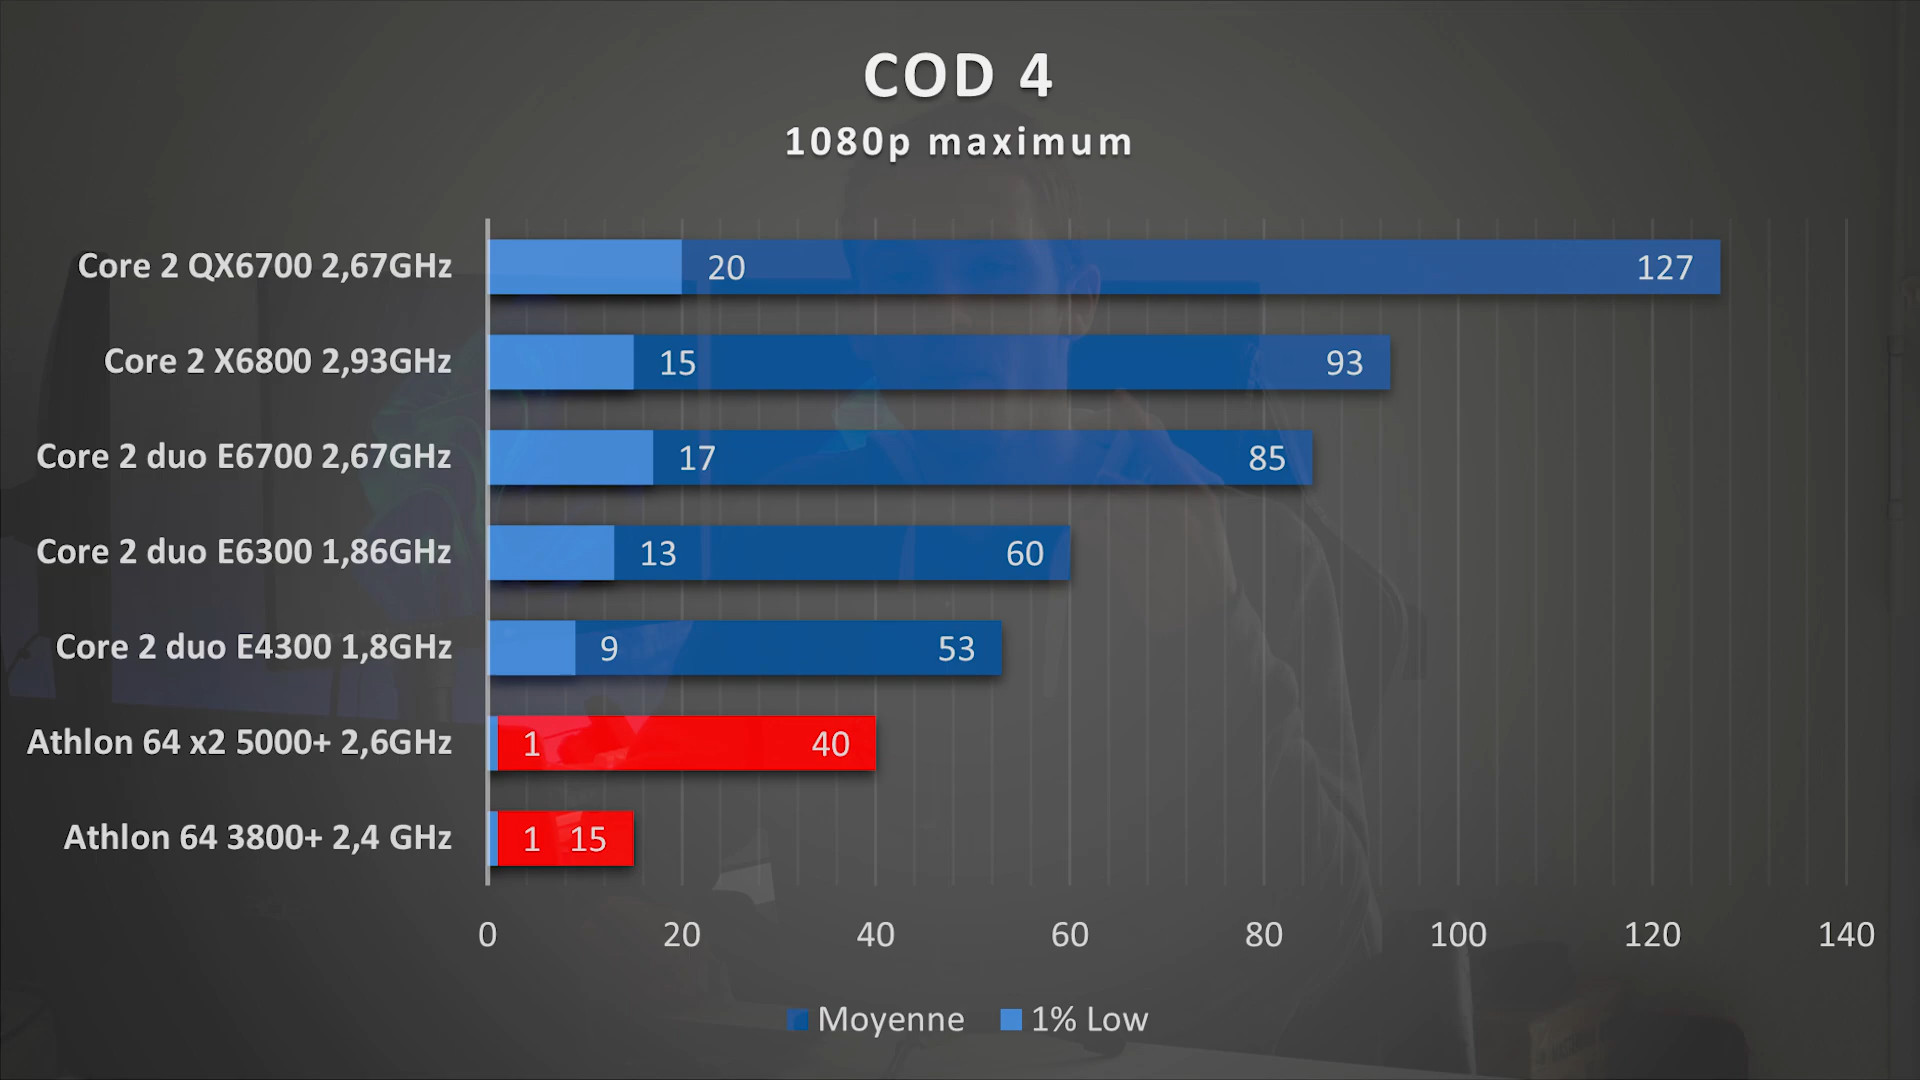 COD 4
1080p maximum
Core 2 QX6700 2,67GHz 20 127
Core 2 X6800 2,93GHz 15 93
Core 2 duo E6700 2,67GHz 17 85
Core 2 duo E6300 1,86GHz 13 60
Core 2 duo E4300 1,8GHz 9 53
Athlon 64 x2 5000+ 2,6GHz 1 40
Athlon 64 3800+ 2,4 GHz 1 15
0 20 40 60 80 100 120 140
Moyenne 1% Low